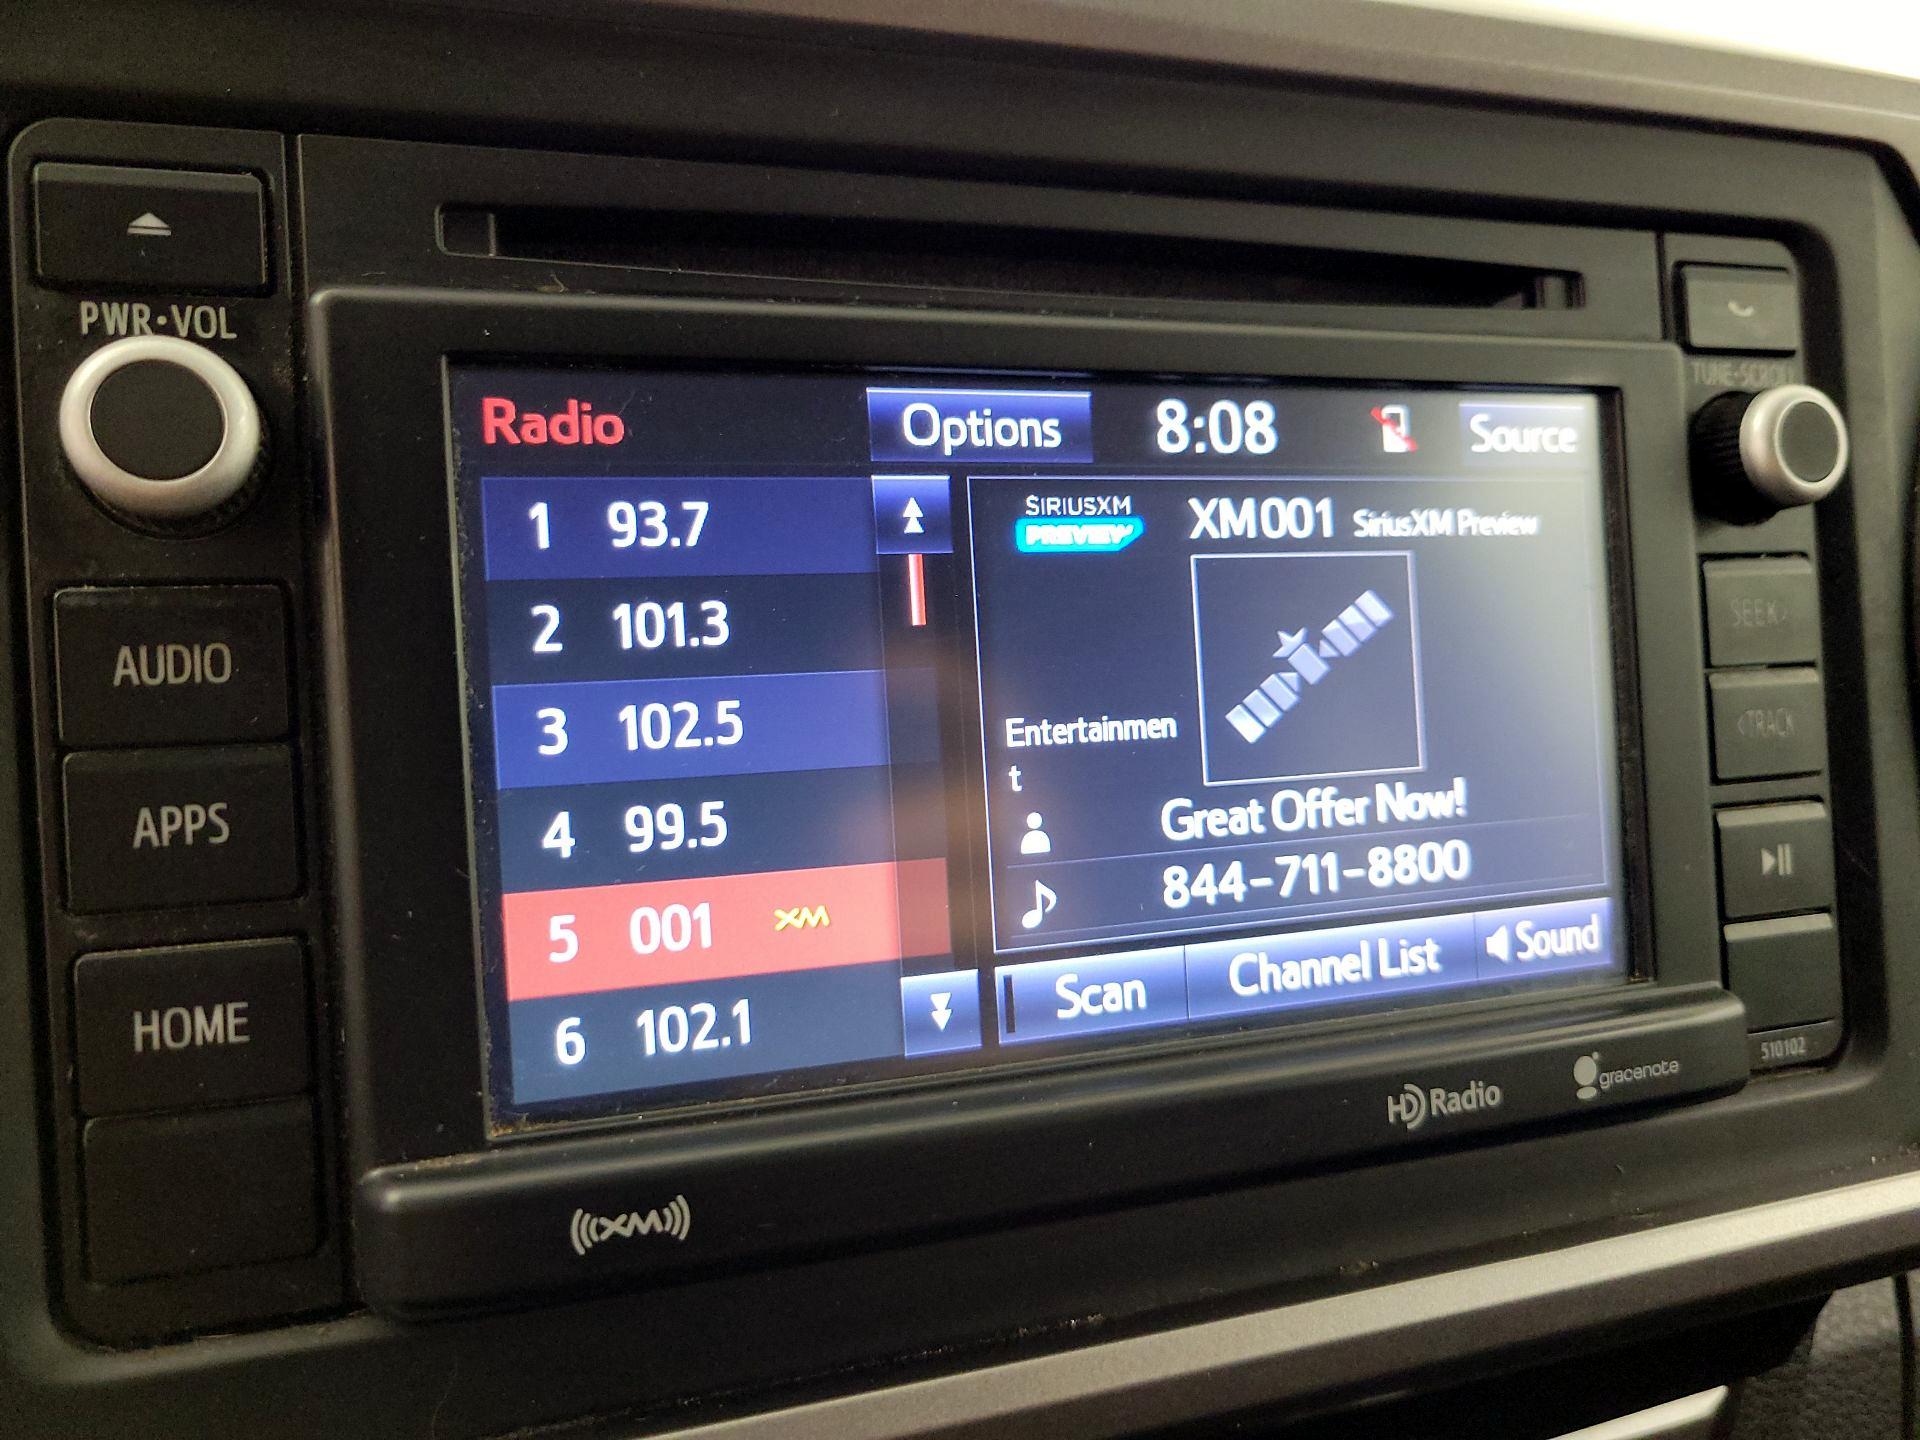 PWR•VOL
AUDIO
APPS
HOME
Radio
Options
8:08
Source
1 93.7
2 101.3
3 102.5
4 99.5
5 001 XM
6 102.1
SIRIUSXM
PREVIEW
XM001 SiriusXM Preview
Entertainmen
t
Great Offer Now!
844-711-8800
Scan
Channel List
Sound
TUNE•SCROLL
SEEK>
<TRACK
510102
HD Radio
gracenote
((XM))